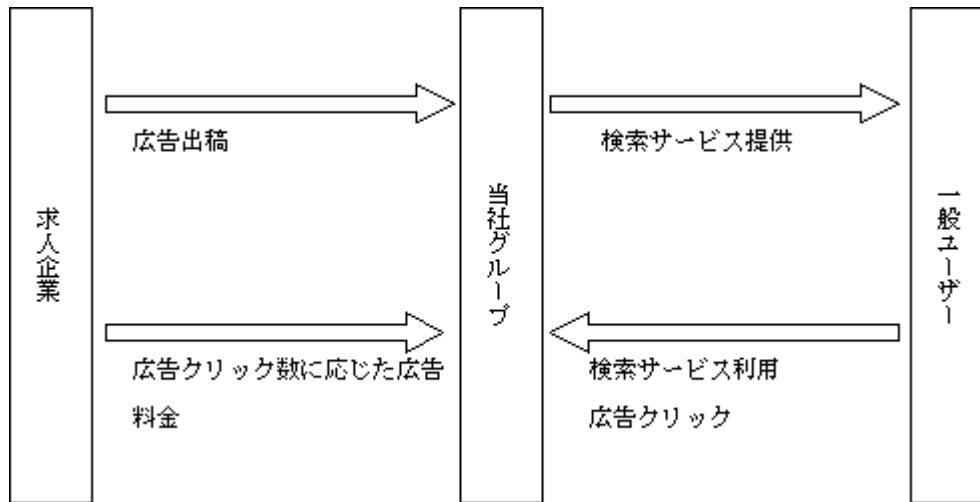 求人企業
広告出稿
広告クリック数に応じた広告
料金
当社グループ
検索サービス提供
検索サービス利用
広告クリック
一般ユーザー